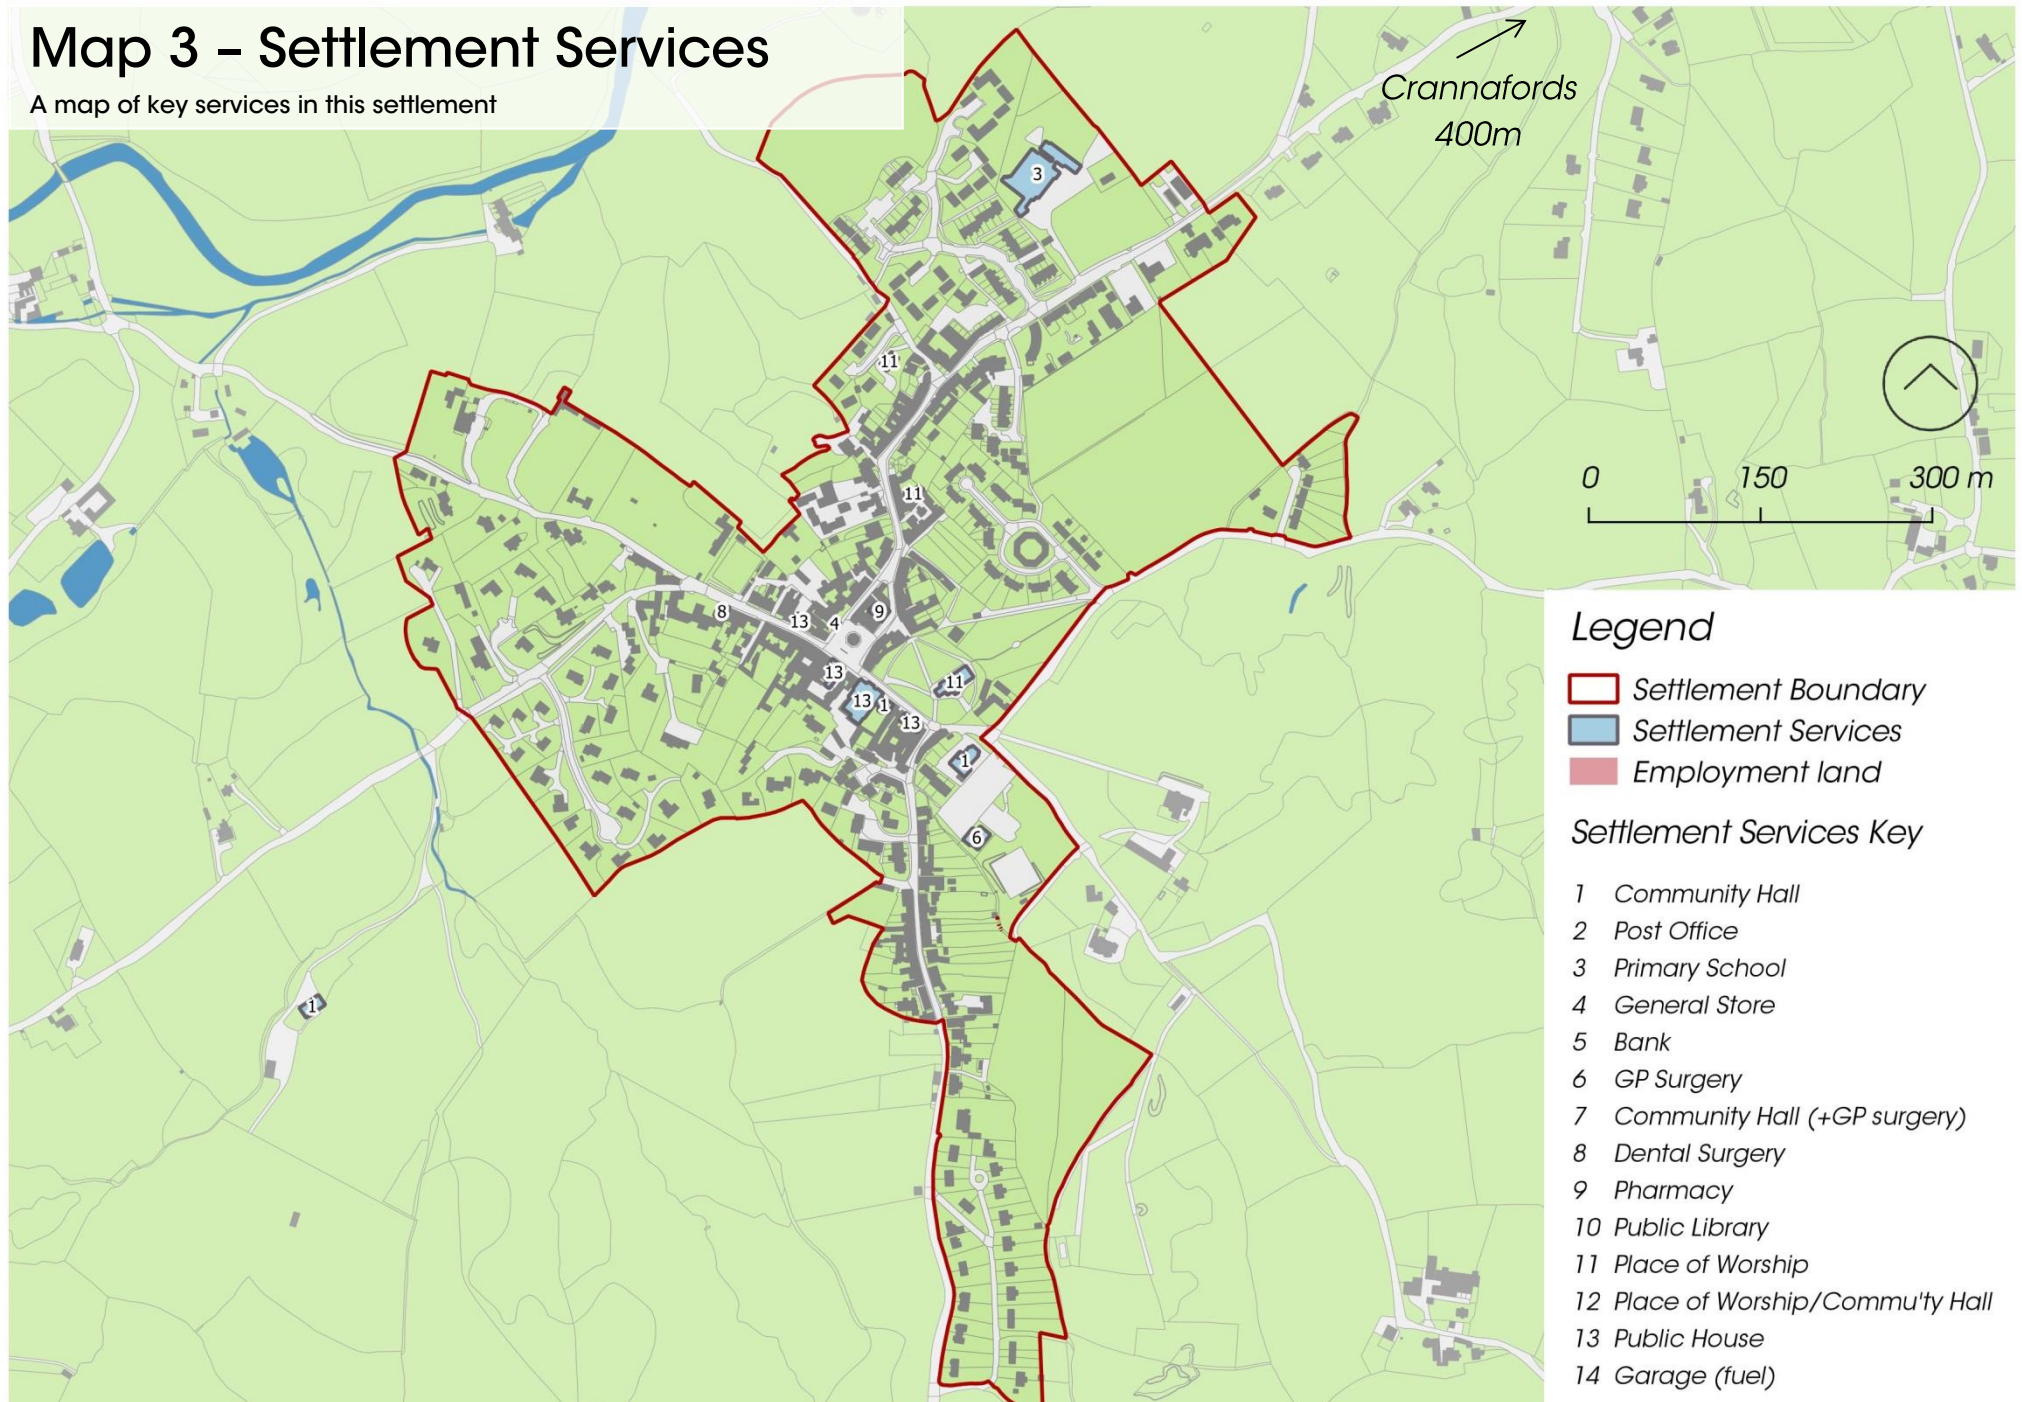 Map 3 – Settlement Services
A map of key services in this settlement
Crannafords
400m
3
11
11
0 150 300 m
8
13
4
9
13
11
13
1
13
1
6
1
Legend
Settlement Boundary
Settlement Services
Employment land
Settlement Services Key
1 Community Hall
2 Post Office
3 Primary School
4 General Store
5 Bank
6 GP Surgery
7 Community Hall (+GP surgery)
8 Dental Surgery
9 Pharmacy
10 Public Library
11 Place of Worship
12 Place of Worship/Commu'ty Hall
13 Public House
14 Garage (fuel)